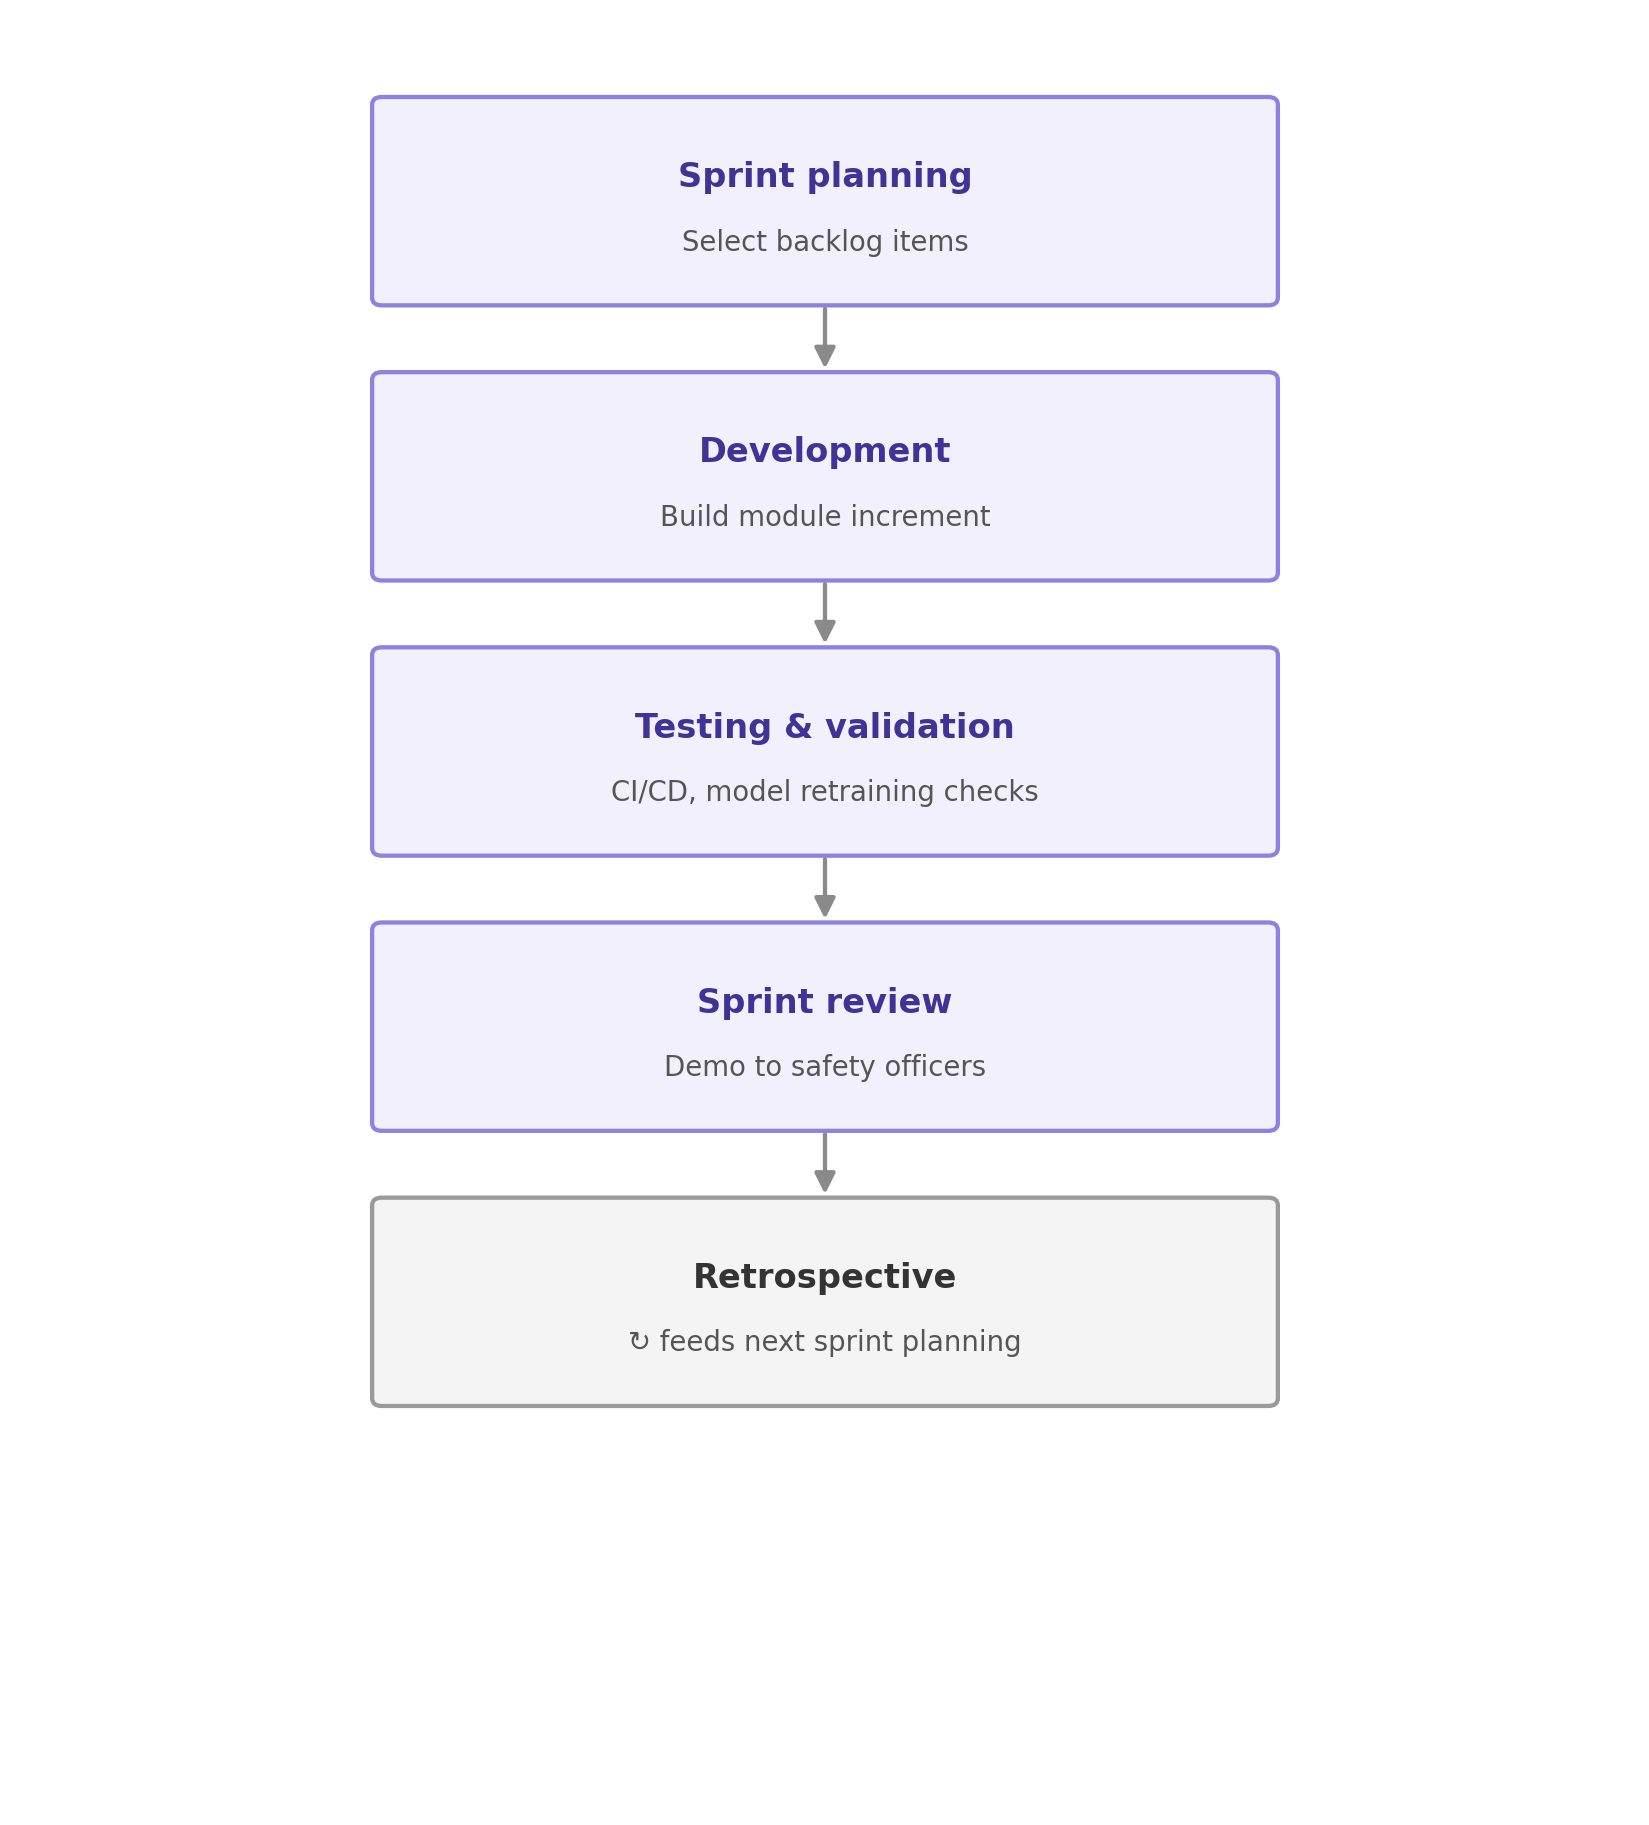 Sprint planning
Select backlog items
Development
Build module increment
Testing & validation
CI/CD, model retraining checks
Sprint review
Demo to safety officers
Retrospective
↻ feeds next sprint planning